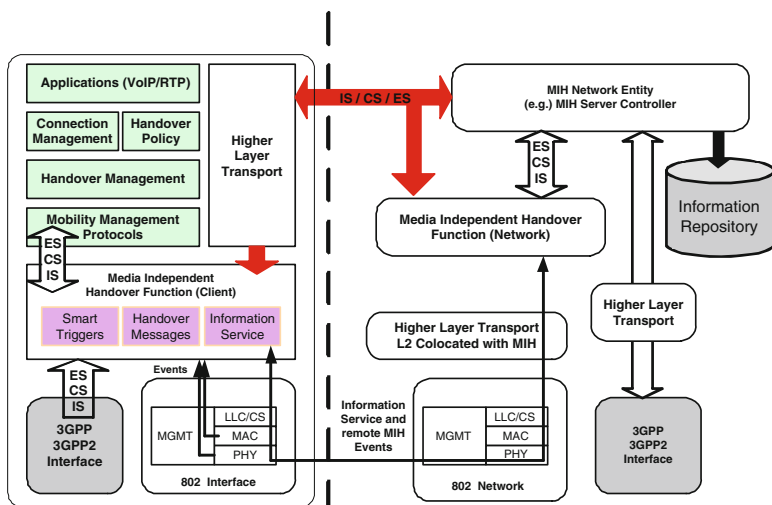 Applications (VoIP/RTP)
Connection
Management
Handover
Policy
Handover Management
Mobility Management
Protocols
Higher
Layer
Transport
ES
CS
IS
Media Independent
Handover Function (Client)
Smart
Triggers
Handover
Messages
Information
Service
ES
CS
IS
Events
3GPP
3GPP2
Interface
MGMT
LLC/CS
MAC
PHY
802 Interface
IS / CS / ES
MIH Network Entity
(e.g.) MIH Server Controller
ES
CS
IS
Media Independent Handover
Function (Network)
Information
Repository
Higher Layer Transport
L2 Colocated with MIH
Higher Layer
Transport
Information
Service and
remote MIH
Events
MGMT
LLC/CS
MAC
PHY
802 Network
3GPP
3GPP2
Interface